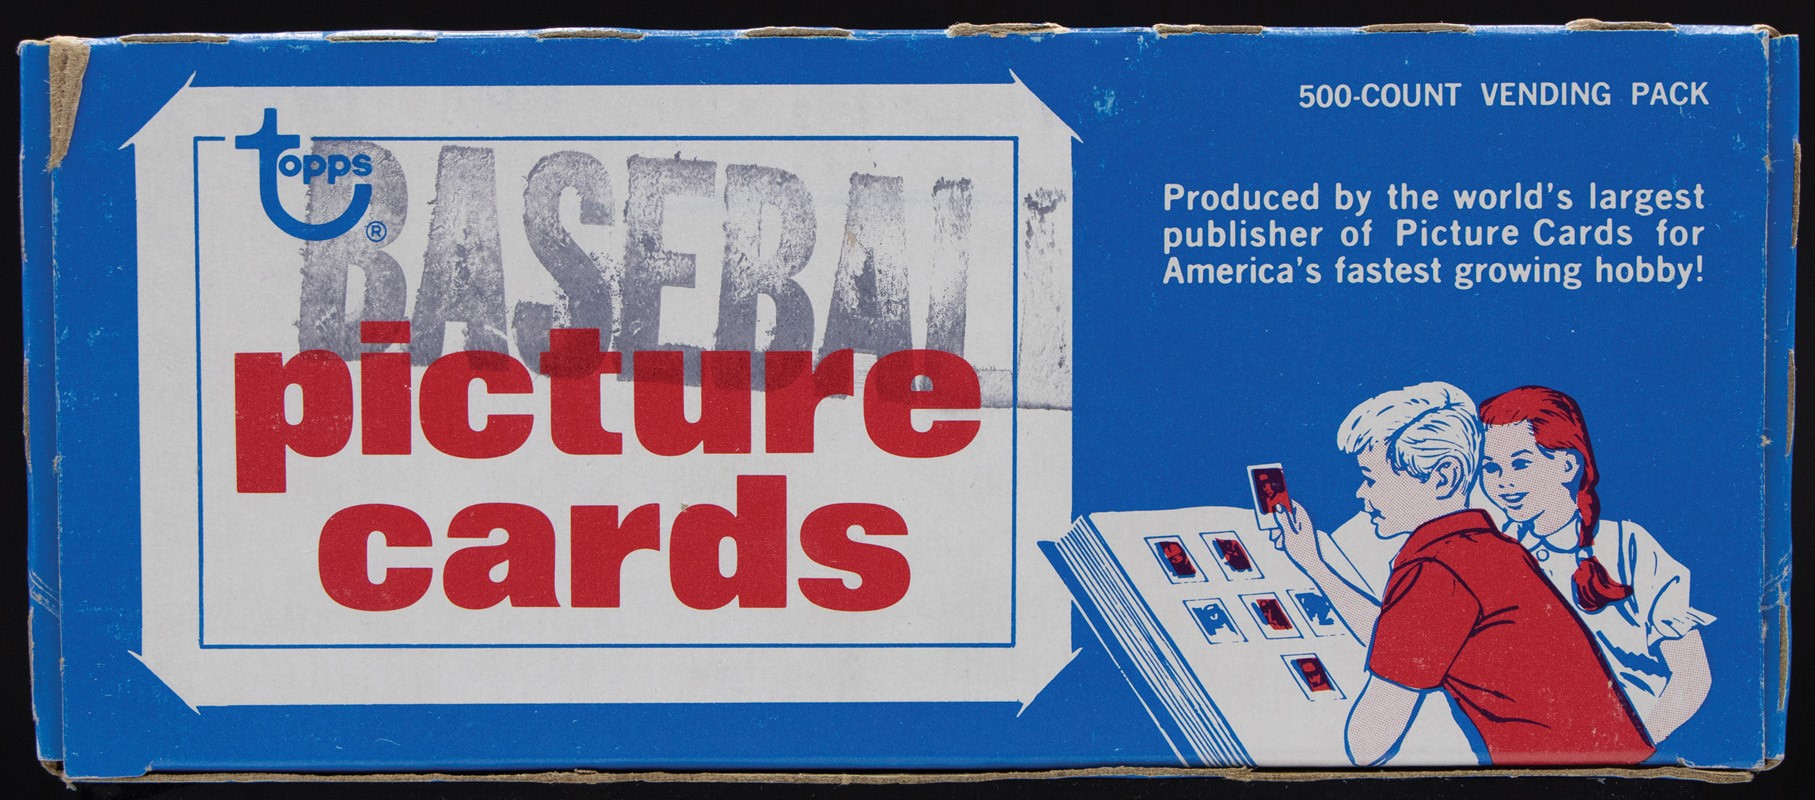 topps®
BASEBALL
picture
cards
500-COUNT VENDING PACK
Produced by the world's largest
publisher of Picture Cards for
America's fastest growing hobby!